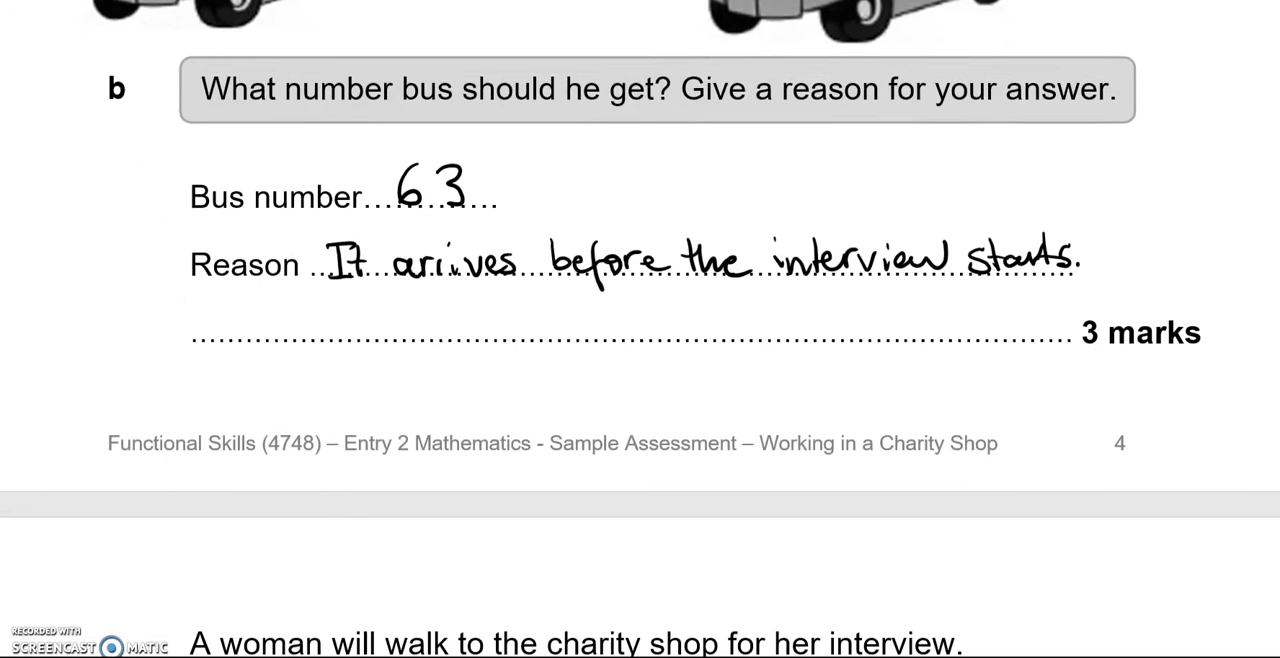 b
What number bus should he get? Give a reason for your answer.
Bus number...63...
Reason ..It arives before the interview starts.
3 marks
Functional Skills (4748) – Entry 2 Mathematics - Sample Assessment – Working in a Charity Shop 4
RECORDED WITH
SCREENCAST MATIC
A woman will walk to the charity shop for her interview.